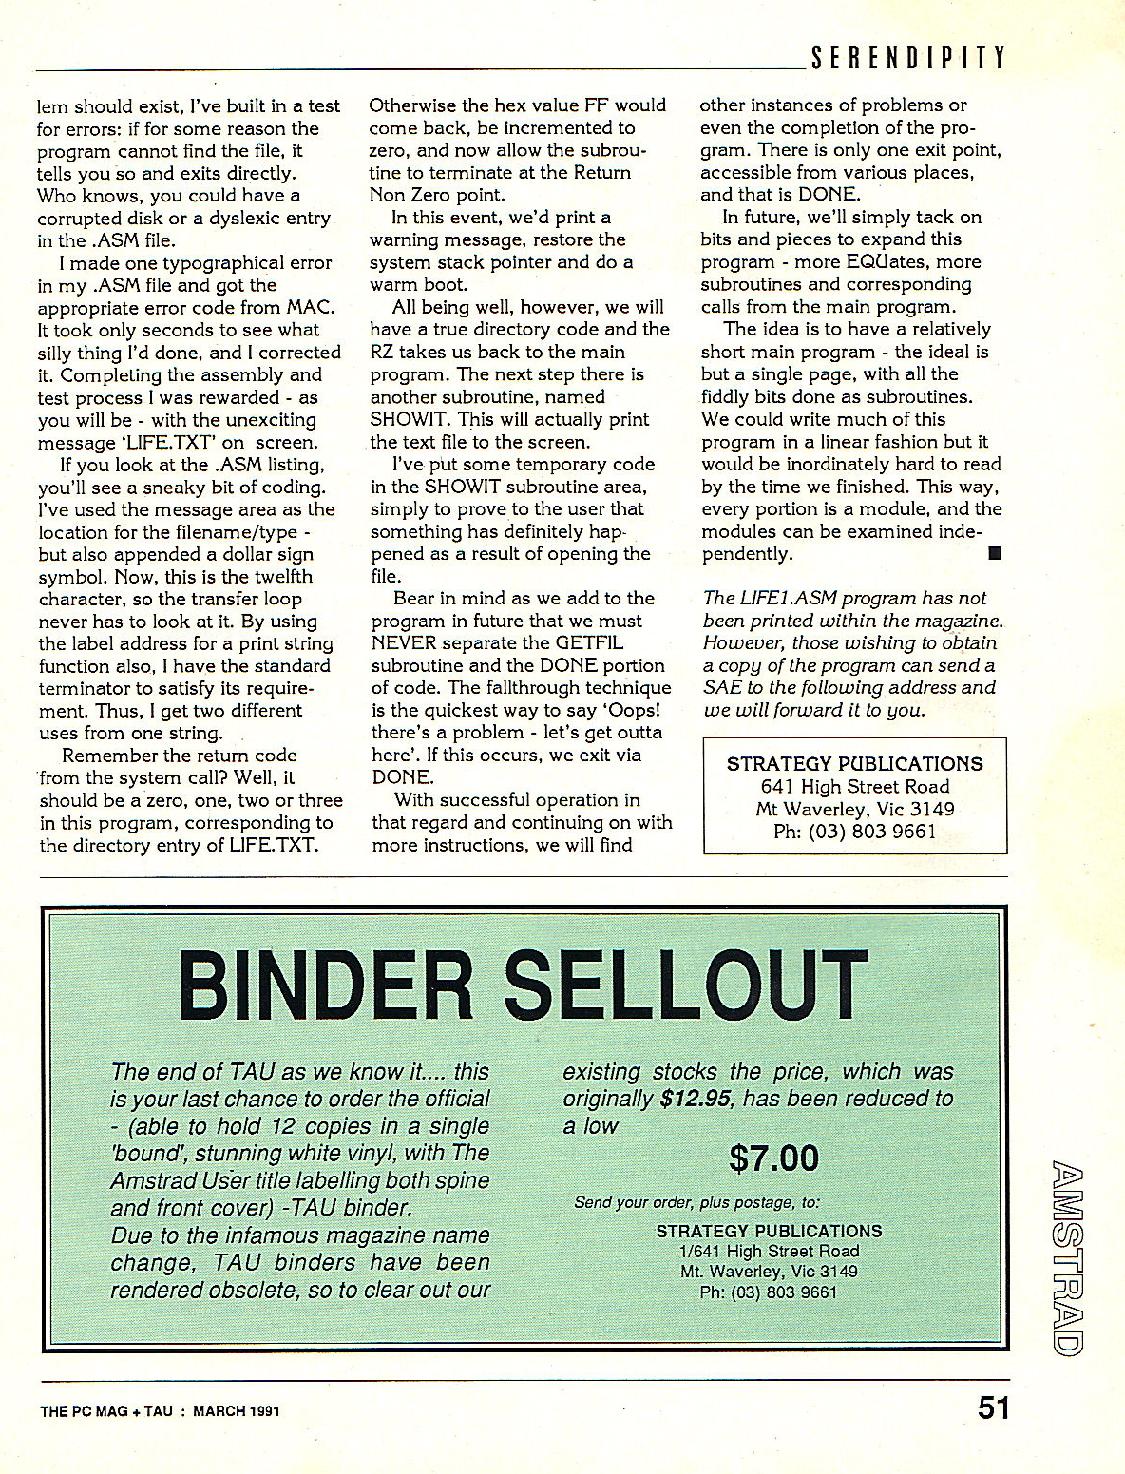 SERENDIPITY
lem should exist, I've built in a test
for errors: if for some reason the
program cannot find the file, it
tells you so and exits directly.
Who knows, you could have a
corrupted disk or a dyslexic entry
in the .ASM file.
I made one typographical error
in my .ASM file and got the
appropriate error code from MAC.
It took only seconds to see what
silly thing I'd done, and I corrected
it. Completing the assembly and
test process I was rewarded - as
you will be - with the unexciting
message 'LIFE.TXT' on screen.
If you look at the .ASM listing,
you'll see a sneaky bit of coding.
I've used the message area as the
location for the filename/type -
but also appended a dollar sign
symbol. Now, this is the twelfth
character, so the transfer loop
never has to look at it. By using
the label address for a print string
function also, I have the standard
terminator to satisfy its require-
ment. Thus, I get two different
uses from one string.
Remember the return code
from the system call? Well, it
should be a zero, one, two or three
in this program, corresponding to
the directory entry of LIFE.TXT.
Otherwise the hex value FF would
come back, be incremented to
zero, and now allow the subrou-
tine to terminate at the Return
Non Zero point.
In this event, we'd print a
warning message, restore the
system stack pointer and do a
warm boot.
All being well, however, we will
have a true directory code and the
RZ takes us back to the main
program. The next step there is
another subroutine, named
SHOWIT. This will actually print
the text file to the screen.
I've put some temporary code
in the SHOWIT subroutine area,
simply to prove to the user that
something has definitely hap-
pened as a result of opening the
file.
Bear in mind as we add to the
program in future that we must
NEVER separate the GETFIL
subroutine and the DONE portion
of code. The fallthrough technique
is the quickest way to say 'Oops!
there's a problem - let's get outta
here'. If this occurs, we exit via
DONE.
With successful operation in
that regard and continuing on with
more instructions, we will find
other instances of problems or
even the completion of the pro-
gram. There is only one exit point,
accessible from various places,
and that is DONE.
In future, we'll simply tack on
bits and pieces to expand this
program - more EQUates, more
subroutines and corresponding
calls from the main program.
The idea is to have a relatively
short main program - the ideal is
but a single page, with all the
fiddly bits done as subroutines.
We could write much of this
program in a linear fashion but it
would be inordinately hard to read
by the time we finished. This way,
every portion is a module, and the
modules can be examined inde-
pendently. ■
The LIFE1.ASM program has not
been printed within the magazine.
However, those wishing to obtain
a copy of the program can send a
SAE to the following address and
we will forward it to you.
STRATEGY PUBLICATIONS
641 High Street Road
Mt Waverley, Vic 3149
Ph: (03) 803 9661
BINDER SELLOUT
The end of TAU as we know it.... this
is your last chance to order the official
- (able to hold 12 copies in a single
'bound', stunning white vinyl, with The
Amstrad User title labelling both spine
and front cover) -TAU binder.
Due to the infamous magazine name
change, TAU binders have been
rendered obsolete, so to clear out our
existing stocks the price, which was
originally $12.95, has been reduced to
a low
$7.00
Send your order, plus postage, to:
STRATEGY PUBLICATIONS
1/641 High Street Road
Mt. Waverley, Vic 3149
Ph: (03) 803 9661
AMSTRAD
THE PC MAG + TAU : MARCH 1991
51